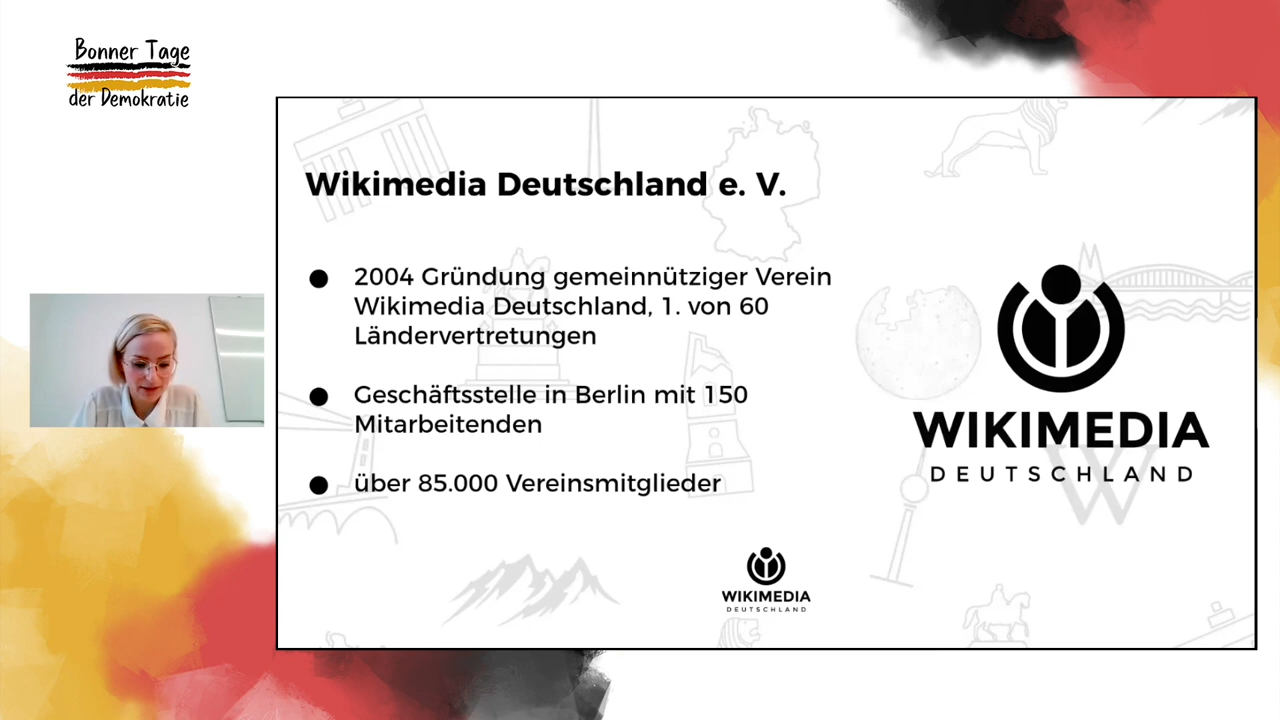 Bonner Tage
der Demokratie
Wikimedia Deutschland e. V.
● 2004 Gründung gemeinnütziger Verein
Wikimedia Deutschland, 1. von 60
Ländervertretungen
● Geschäftsstelle in Berlin mit 150
Mitarbeitenden
● über 85.000 Vereinsmitglieder
WIKIMEDIA
DEUTSCHLAND
W
WIKIMEDIA
DEUTSCHLAND